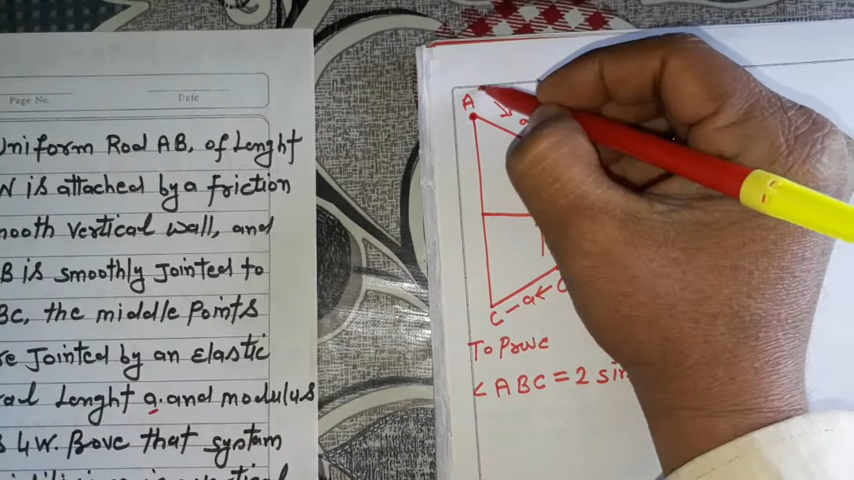 Page No.
Date
Uniform Rod AB, of Lenght
W is attached by a friction
mooth Vertical wall, and
B is smoothly Jointed to
BC, the middle Points
re Jointed by an Elastic
ral Lenght a. and modulus
s 4W. Prove that system
A
a
C - a
To Prove
<ABC = 2 sin